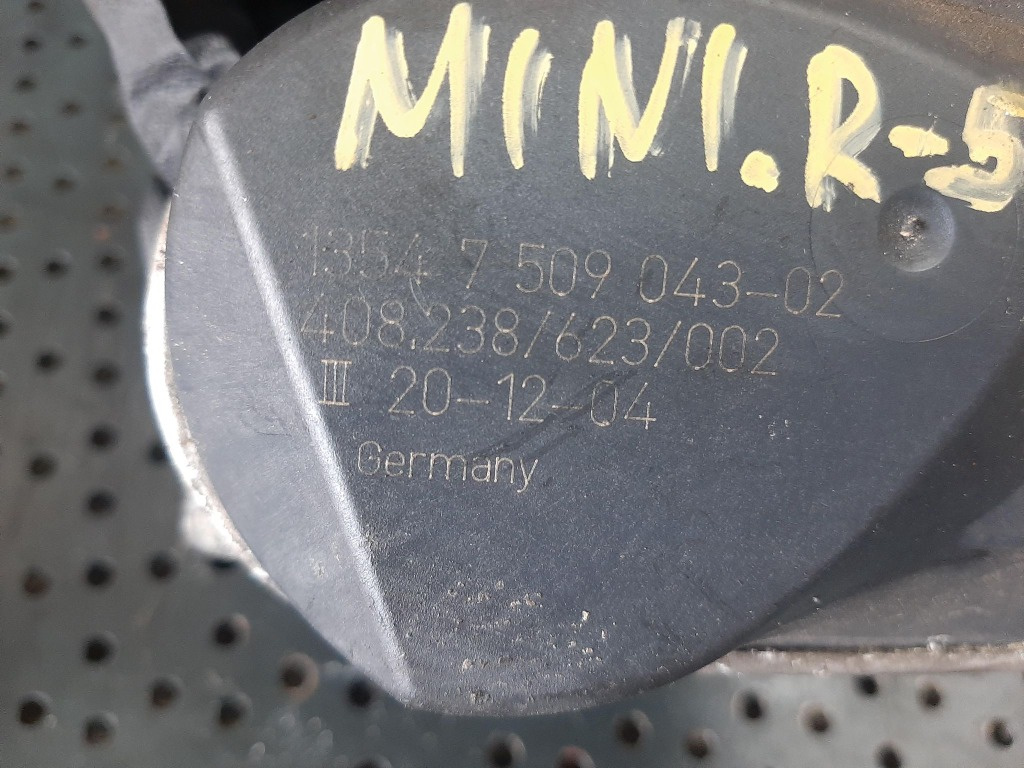 MINI.R-5
1354 7 509 043-02
408.238/623/002
III 20-12-04
Germany